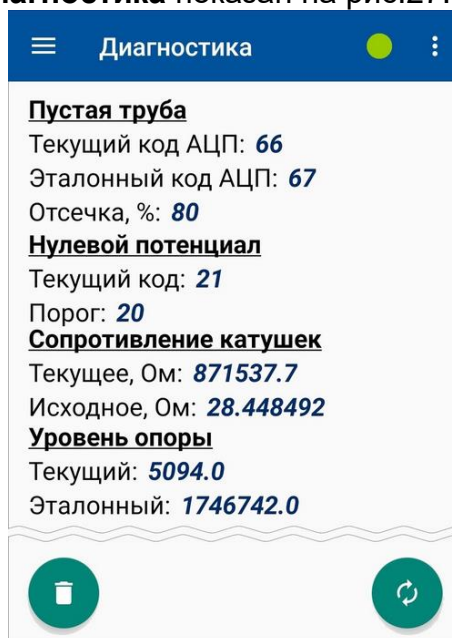 Диагностика
Пустая труба
Текущий код АЦП: 66
Эталонный код АЦП: 67
Отсечка, %: 80
Нулевой потенциал
Текущий код: 21
Порог: 20
Сопротивление катушек
Текущее, Ом: 871537.7
Исходное, Ом: 28.448492
Уровень опоры
Текущий: 5094.0
Эталонный: 1746742.0